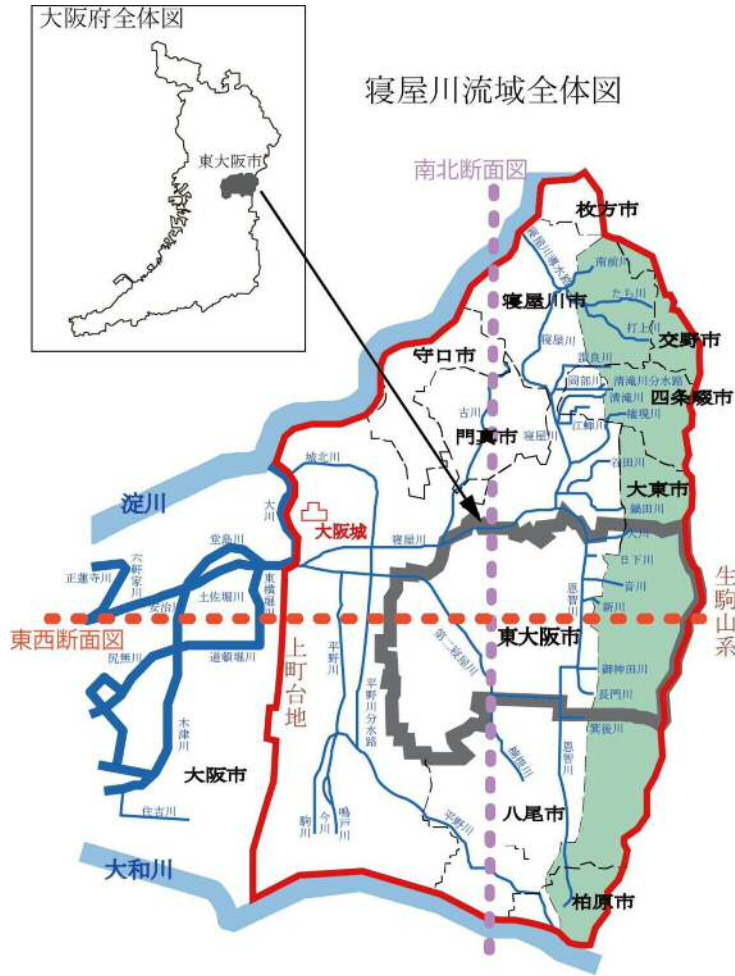 大阪府全体図
東大阪市
寝屋川流域全体図
南北断面図
枚方市
寝屋川導水路
南前川
寝屋川市
たち川
打上川
交野市
寝屋川
守口市
讃良川
岡部川
清滝川分水路
清滝川
四条畷市
権現川
江蝉川
古川
門真市
寝屋川
谷田川
大東市
鍋田川
城北川
淀川
大川
大阪城
寝屋川
堂島川
六軒家川
正蓮寺川
安治川
土佐堀川
東横堀川
日下川
恩智川
音川
新川
生駒山系
東西断面図
東大阪市
第二寝屋川
尻無川
道頓堀川
上町台地
平野川
平野川分水路
御神田川
長門川
箕後川
木津川
大阪市
楠根川
恩智川
住吉川
駒川
今川
鳴戸川
平野川
八尾市
大和川
柏原市